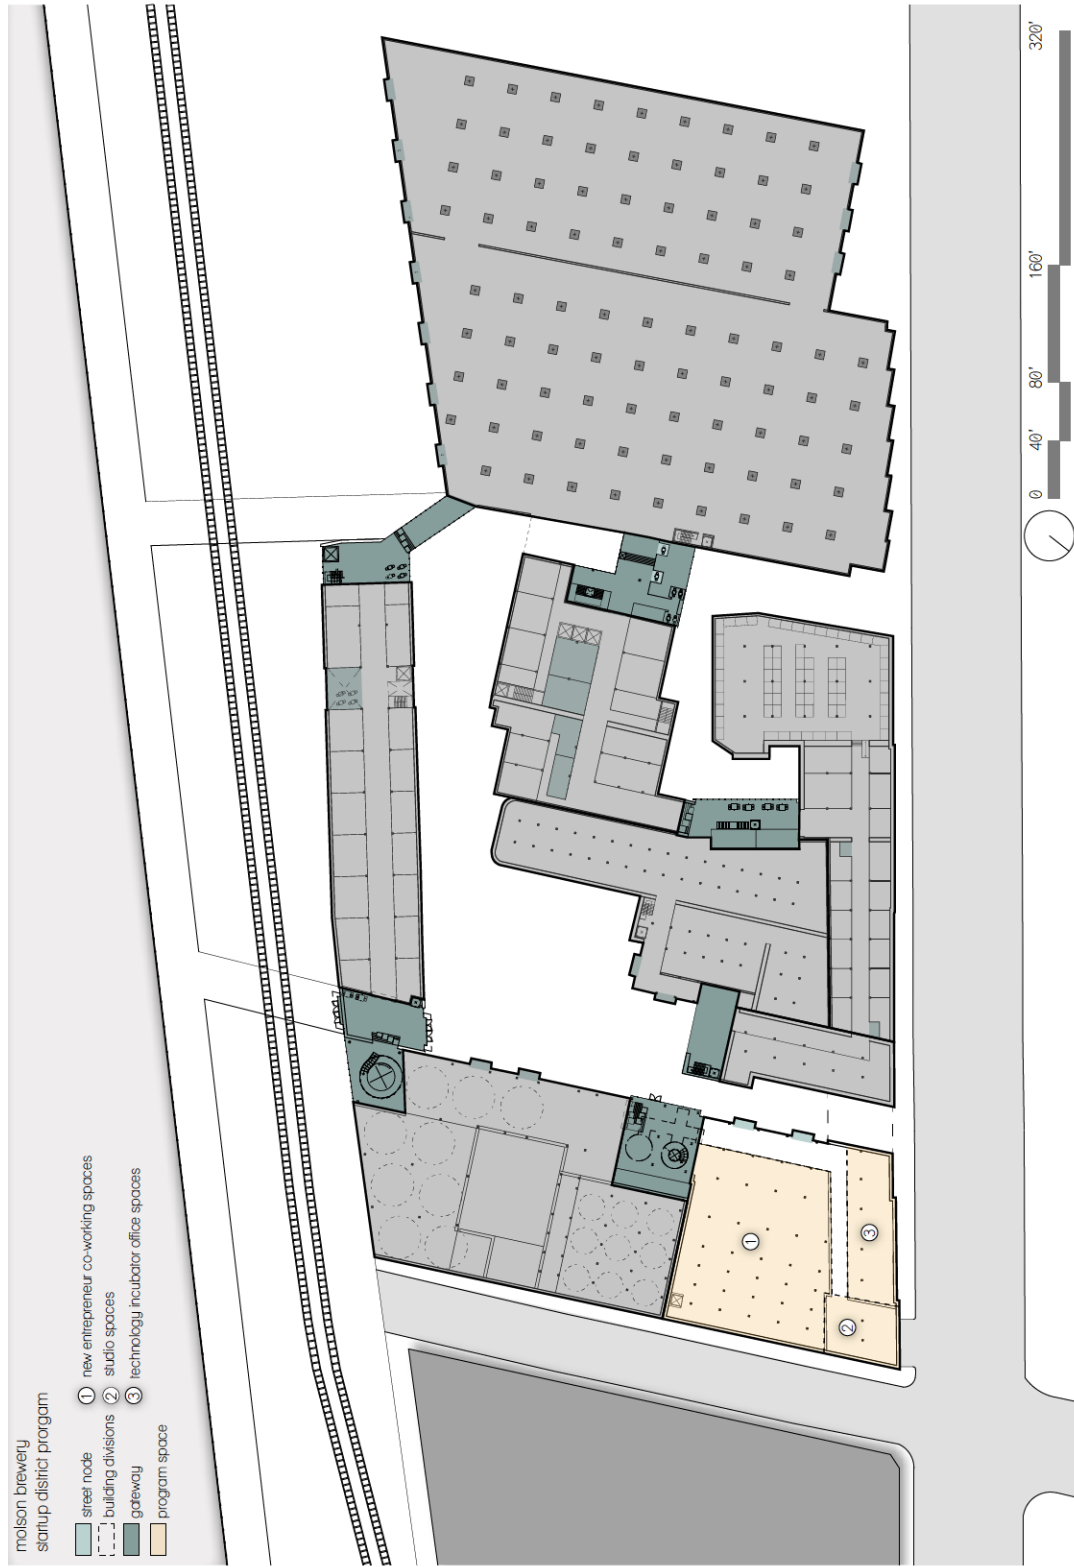 molson brewery
startup district prorgam
street node
building divisions
gateway
program space
1 new entrepreneur co-working spaces
2 studio spaces
3 technology incubator office spaces
1
2
3
0 40' 80' 160' 320'